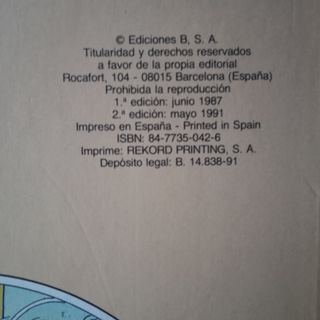 © Ediciones B, S. A.
Titularidad y derechos reservados
a favor de la propia editorial
Rocafort, 104 - 08015 Barcelona (España)
Prohibida la reproducción
1.ª edición: junio 1987
2.ª edición: mayo 1991
Impreso en España - Printed in Spain
ISBN: 84-7735-042-6
Imprime: REKORD PRINTING, S. A.
Depósito legal: B. 14.838-91